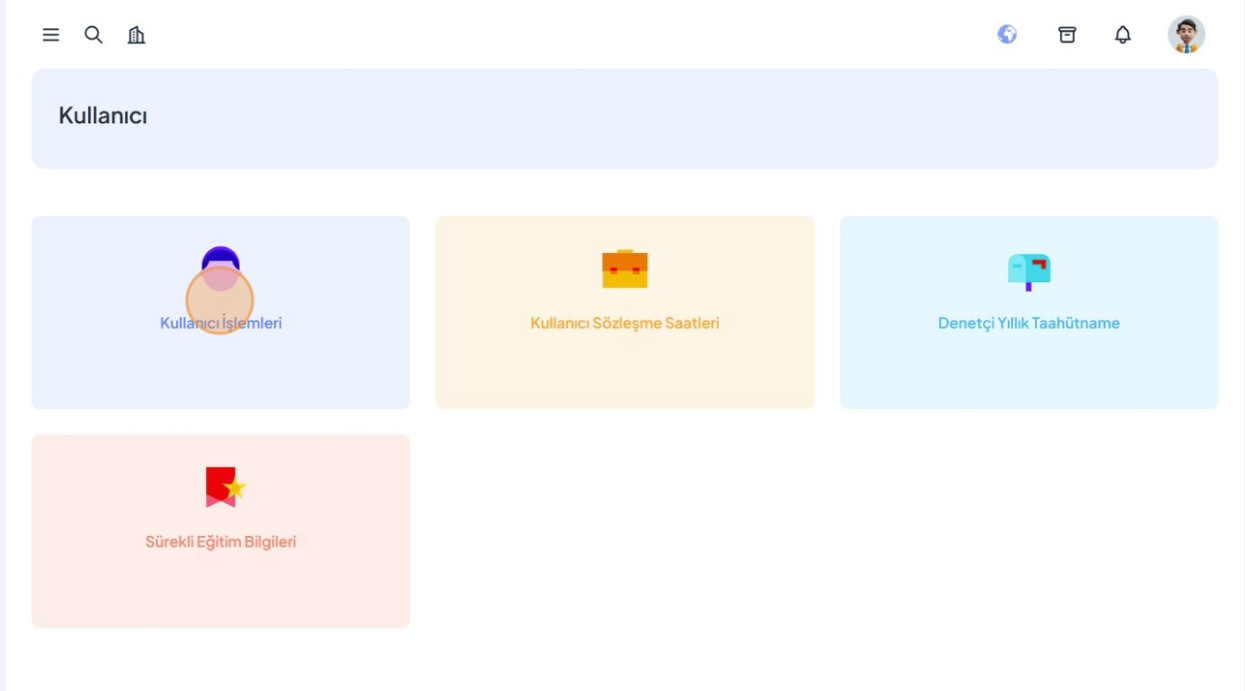 Kullanıcı
Kullanıcı İşlemleri
Kullanıcı Sözleşme Saatleri
Denetçi Yıllık Taahütname
Sürekli Eğitim Bilgileri